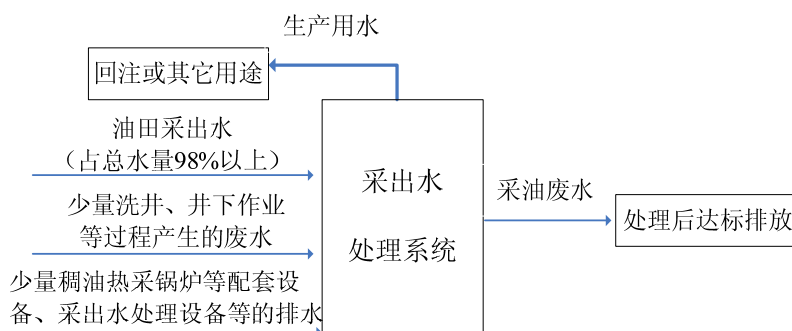 生产用水
回注或其它用途
油田采出水
（占总水量98%以上）
少量洗井、井下作业
等过程产生的废水
少量稠油热采锅炉等配套设
备、采出水处理设备等的排水
采出水
处理系统
采油废水
处理后达标排放